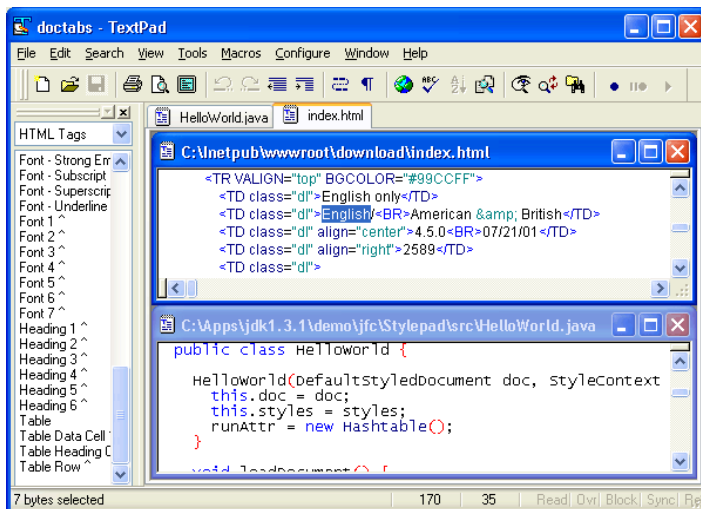 doctabs - TextPad
File Edit Search View Tools Macros Configure Window Help
HTML Tags
Font - Strong Em
Font - Subscript
Font - Superscrip
Font - Underline
Font 1 ^
Font 2 ^
Font 3 ^
Font 4 ^
Font 5 ^
Font 6 ^
Font 7 ^
Heading 1 ^
Heading 2 ^
Heading 3 ^
Heading 4 ^
Heading 5 ^
Heading 6 ^
Table
Table Data Cell
Table Heading C
Table Row ^
HelloWorld.java index.html
C:\Inetpub\wwwroot\download\index.html
<TR VALIGN="top" BGCOLOR="#99CCFF">
<TD class="dl">English only</TD>
<TD class="dl">English/<BR>American &amp; British</TD>
<TD class="dl" align="center">4.5.0<BR>07/21/01</TD>
<TD class="dl" align="right">2589</TD>
<TD class="dl">
C:\Apps\jdk1.3.1\demo\jfc\Stylepad\src\HelloWorld.java
public class HelloWorld {
HelloWorld(DefaultStyledDocument doc, StyleContext
this.doc = doc;
this.styles = styles;
runAttr = new Hashtable();
}
void loadDocument() {
7 bytes selected 170 35 Read Ovr Block Sync Re